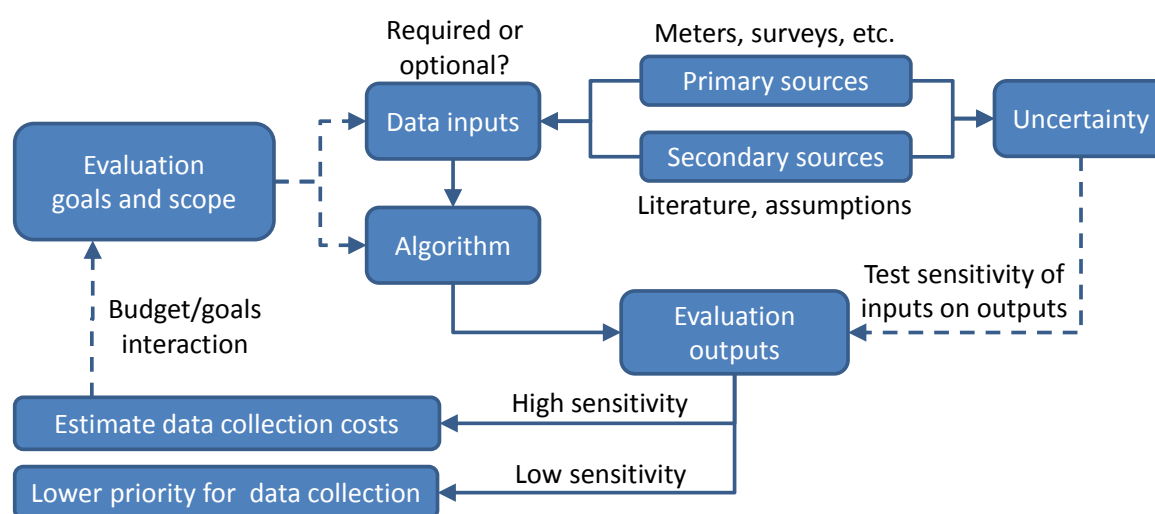 Required or
optional?
Meters, surveys, etc.
Primary sources
Data inputs
Uncertainty
Evaluation
goals and scope
Secondary sources
Literature, assumptions
Algorithm
Test sensitivity of
inputs on outputs
Budget/goals
interaction
Evaluation
outputs
High sensitivity
Estimate data collection costs
Low sensitivity
Lower priority for data collection